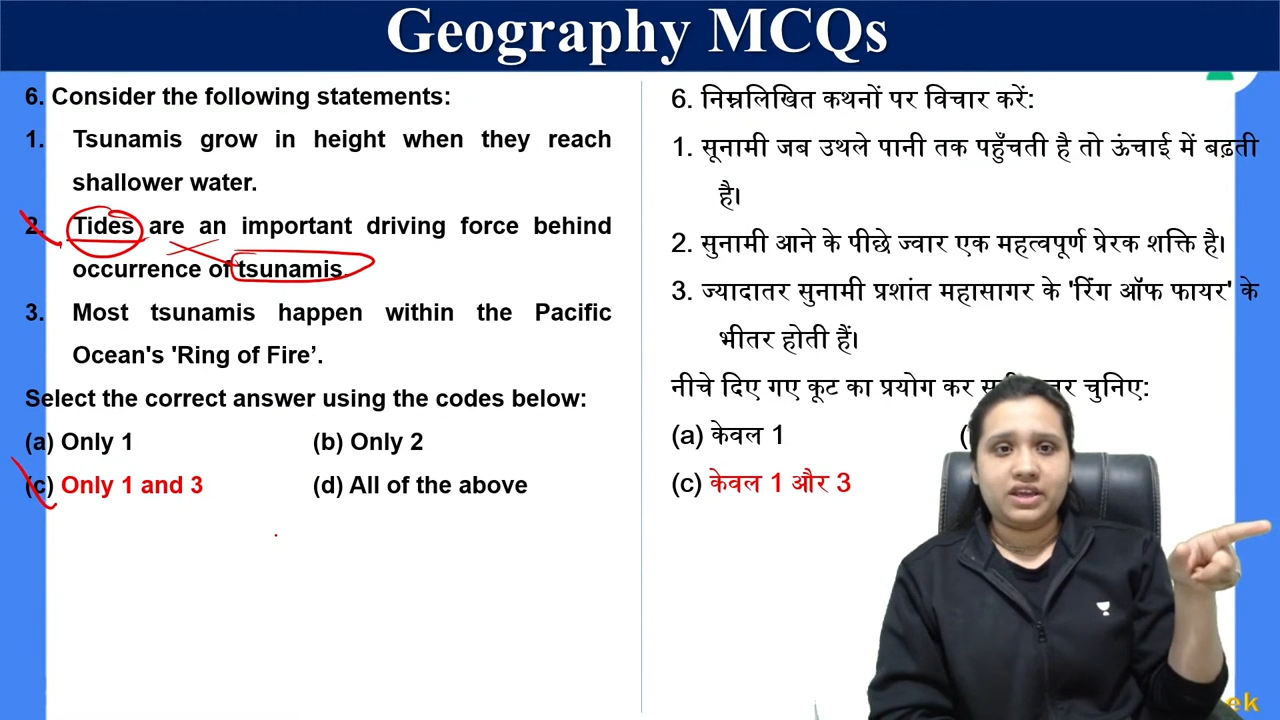 Geography MCQs
6. Consider the following statements:
1. Tsunamis grow in height when they reach
shallower water.
2. Tides are an important driving force behind
occurrence of tsunamis.
3. Most tsunamis happen within the Pacific
Ocean's 'Ring of Fire’.
Select the correct answer using the codes below:
(a) Only 1 (b) Only 2
(c) Only 1 and 3 (d) All of the above
6. निम्नलिखित कथनों पर विचार करें:
1. सूनामी जब उथले पानी तक पहुँचती है तो ऊंचाई में बढ़ती
है।
2. सुनामी आने के पीछे ज्वार एक महत्वपूर्ण प्रेरक शक्ति है।
3. ज्यादातर सुनामी प्रशांत महासागर के 'रिंग ऑफ फायर' के
भीतर होती हैं।
नीचे दिए गए कूट का प्रयोग कर चुनिए:
(a) केवल 1
(c) केवल 1 और 3
ek